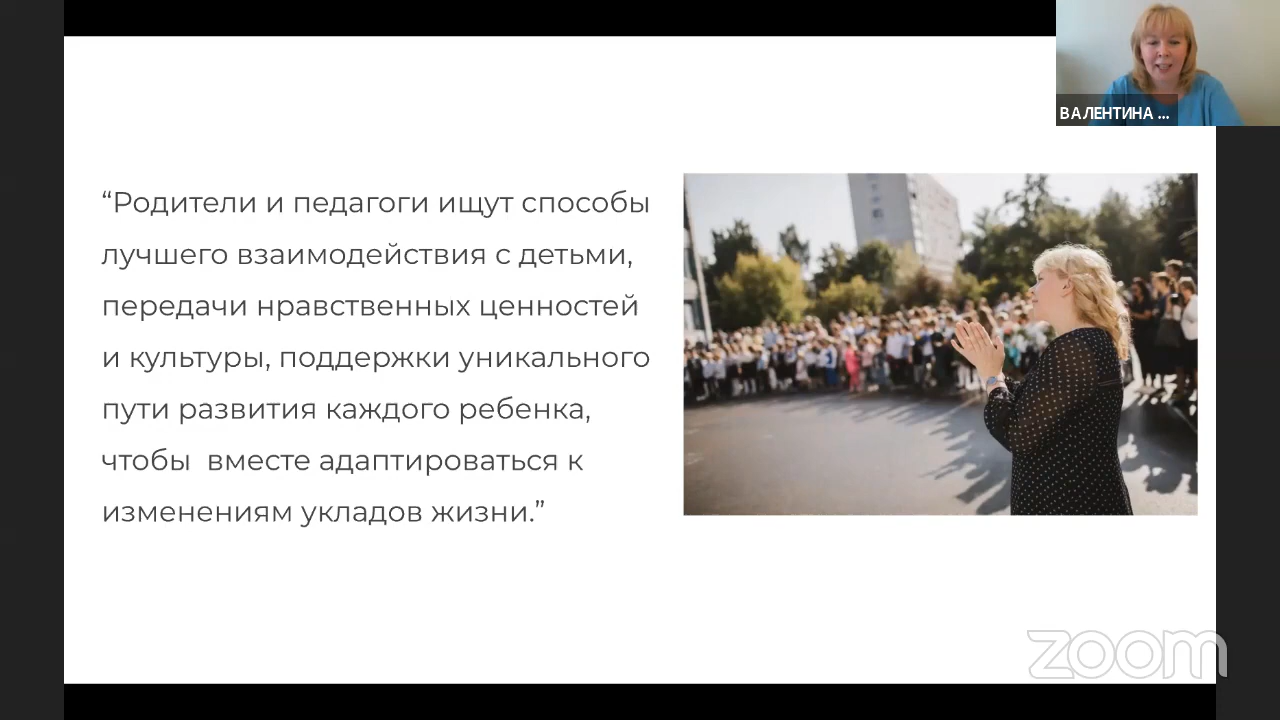 ВАЛЕНТИНА ...
“Родители и педагоги ищут способы
лучшего взаимодействия с детьми,
передачи нравственных ценностей
и культуры, поддержки уникального
пути развития каждого ребенка,
чтобы  вместе адаптироваться к
изменениям укладов жизни.”
zoom